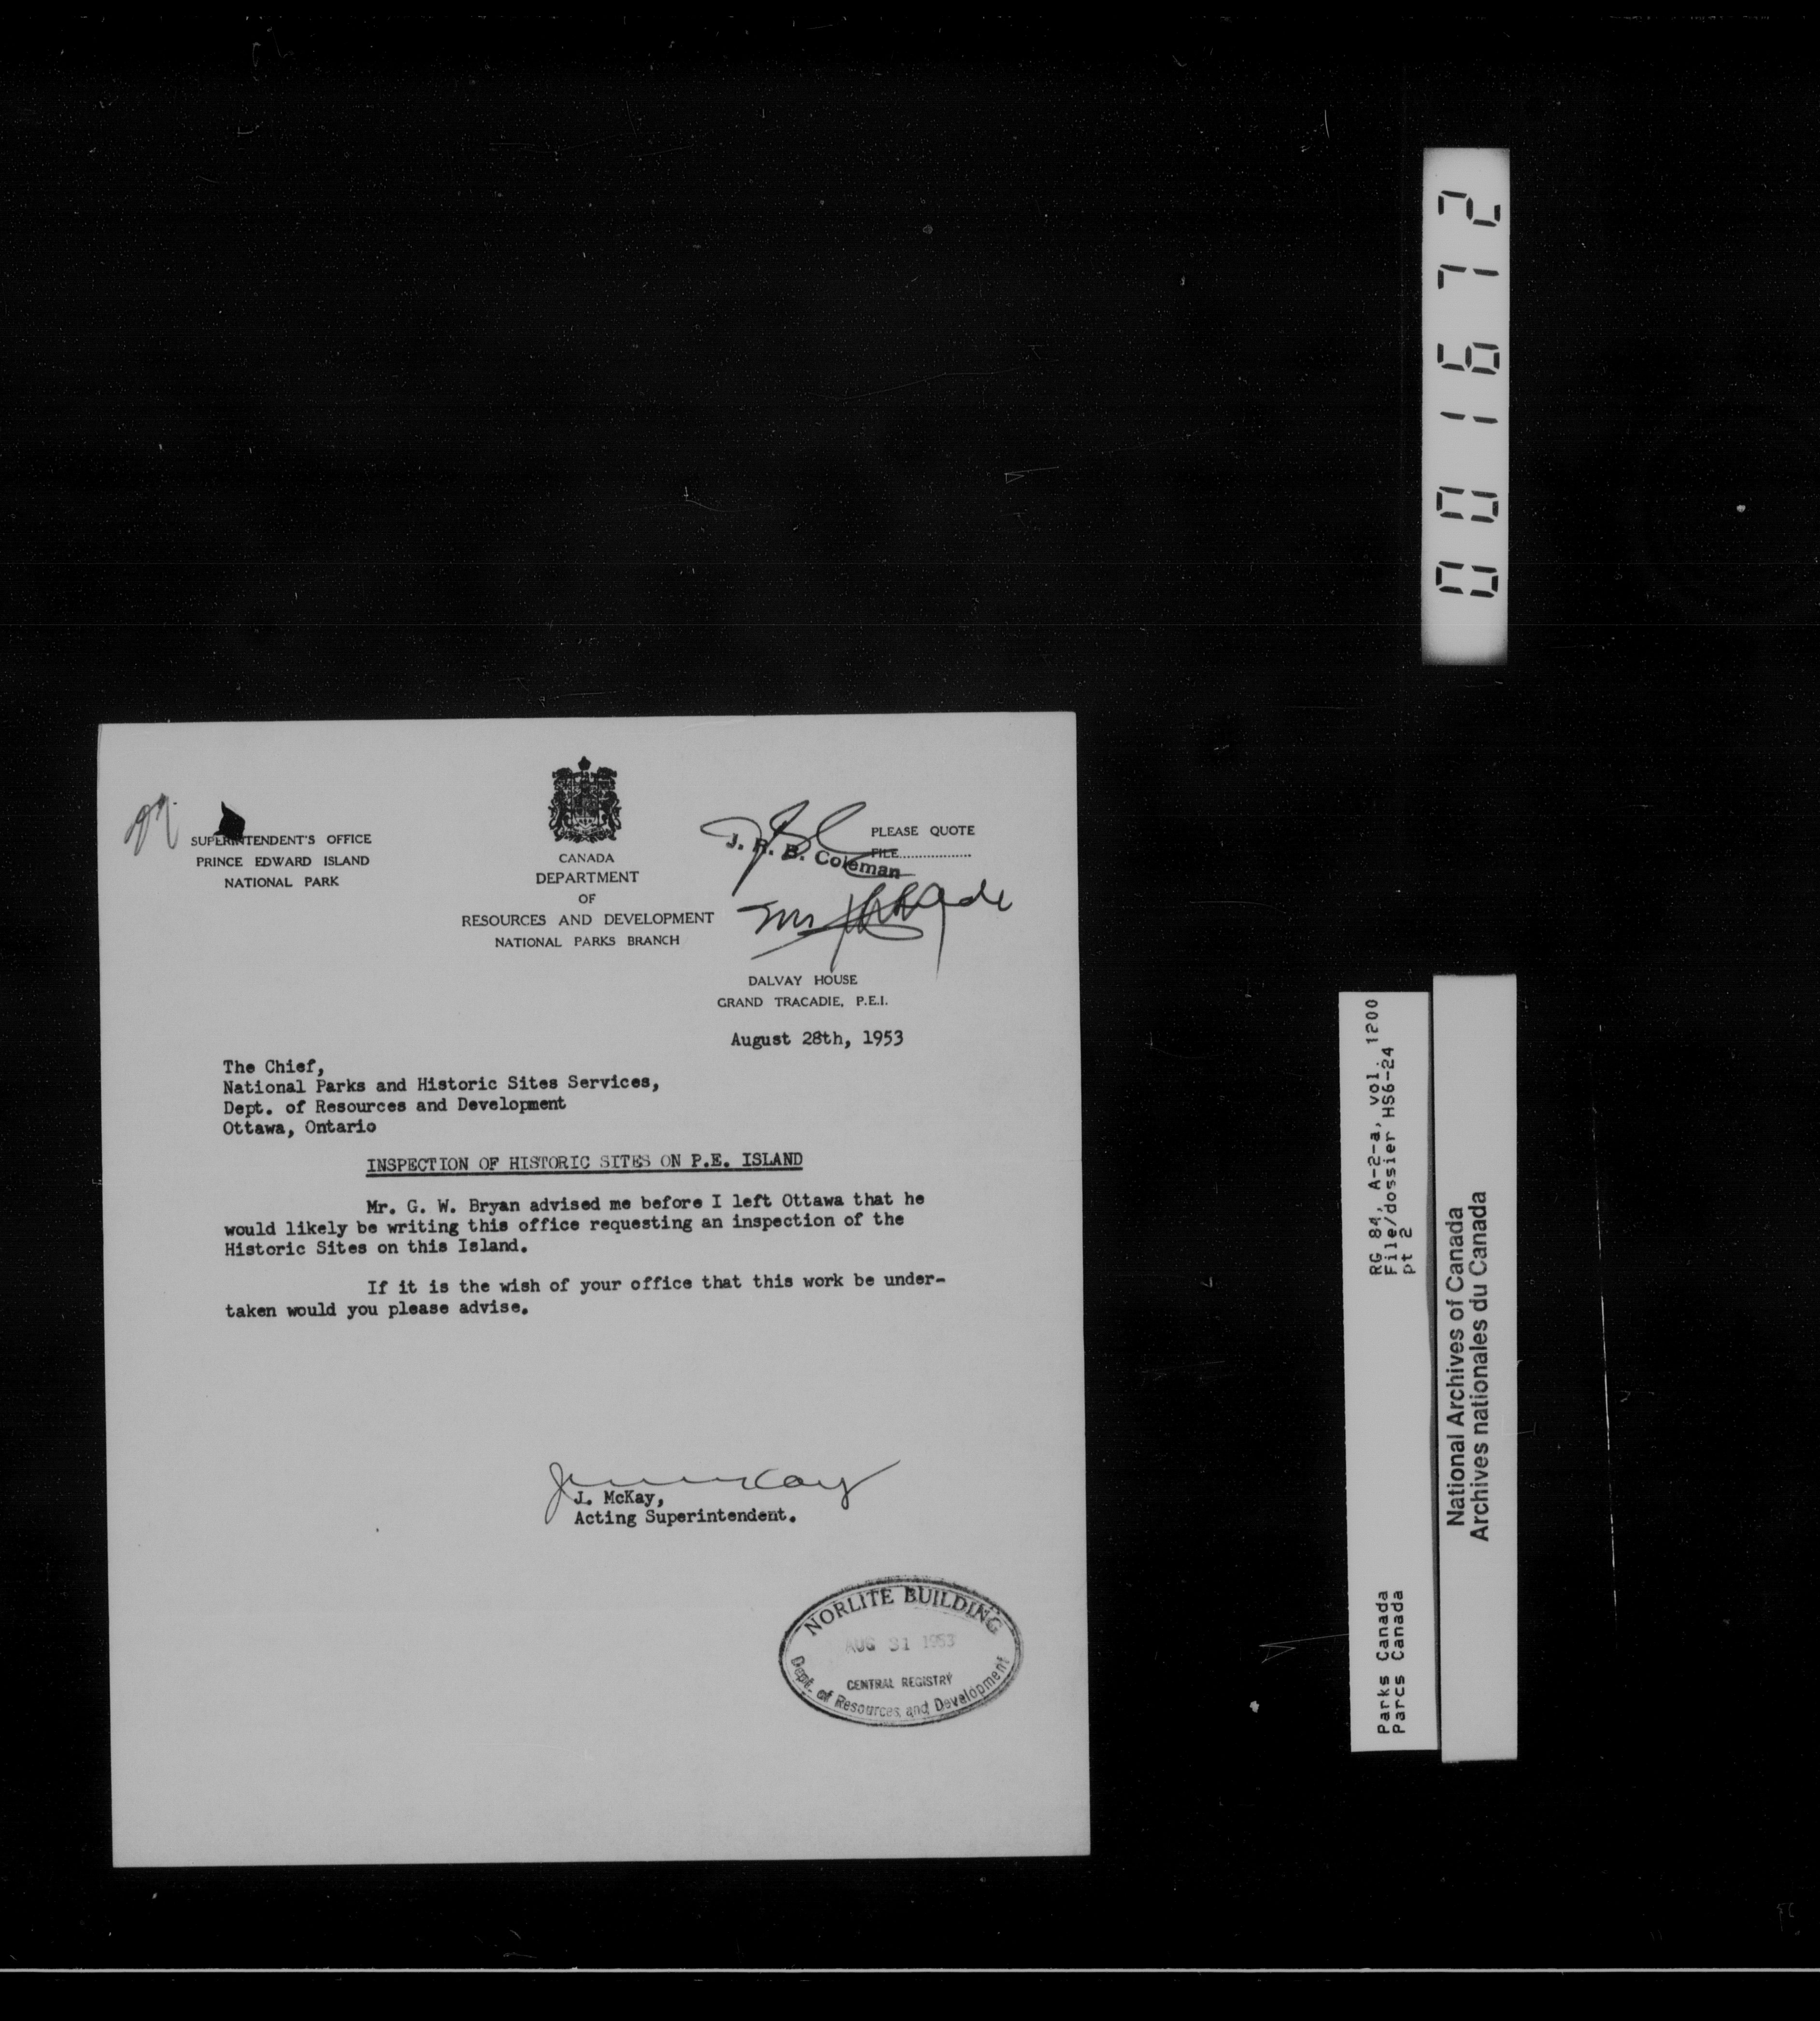 SUPERINTENDENT'S OFFICE
PRINCE EDWARD ISLAND
NATIONAL PARK
CANADA
DEPARTMENT
OF
RESOURCES AND DEVELOPMENT
NATIONAL PARKS BRANCH
J. R. B. Coleman
PLEASE QUOTE
FILE....................
DALVAY HOUSE
GRAND TRACADIE, P.E.I.
August 28th, 1953
The Chief,
National Parks and Historic Sites Services,
Dept. of Resources and Development
Ottawa, Ontario
INSPECTION OF HISTORIC SITES ON P.E. ISLAND
Mr. G. W. Bryan advised me before I left Ottawa that he
would likely be writing this office requesting an inspection of the
Historic Sites on this Island.
If it is the wish of your office that this work be under-
taken would you please advise.
J. McKay,
Acting Superintendent.
NORLITE BUILDING
AUG 31 1953
CENTRAL REGISTRY
Dept. of Resources and Development
001672
RG 84, A-2-a, vol. 1200
File/dossier HS6-24
pt 2
Parks Canada
Parcs Canada
National Archives of Canada
Archives nationales du Canada